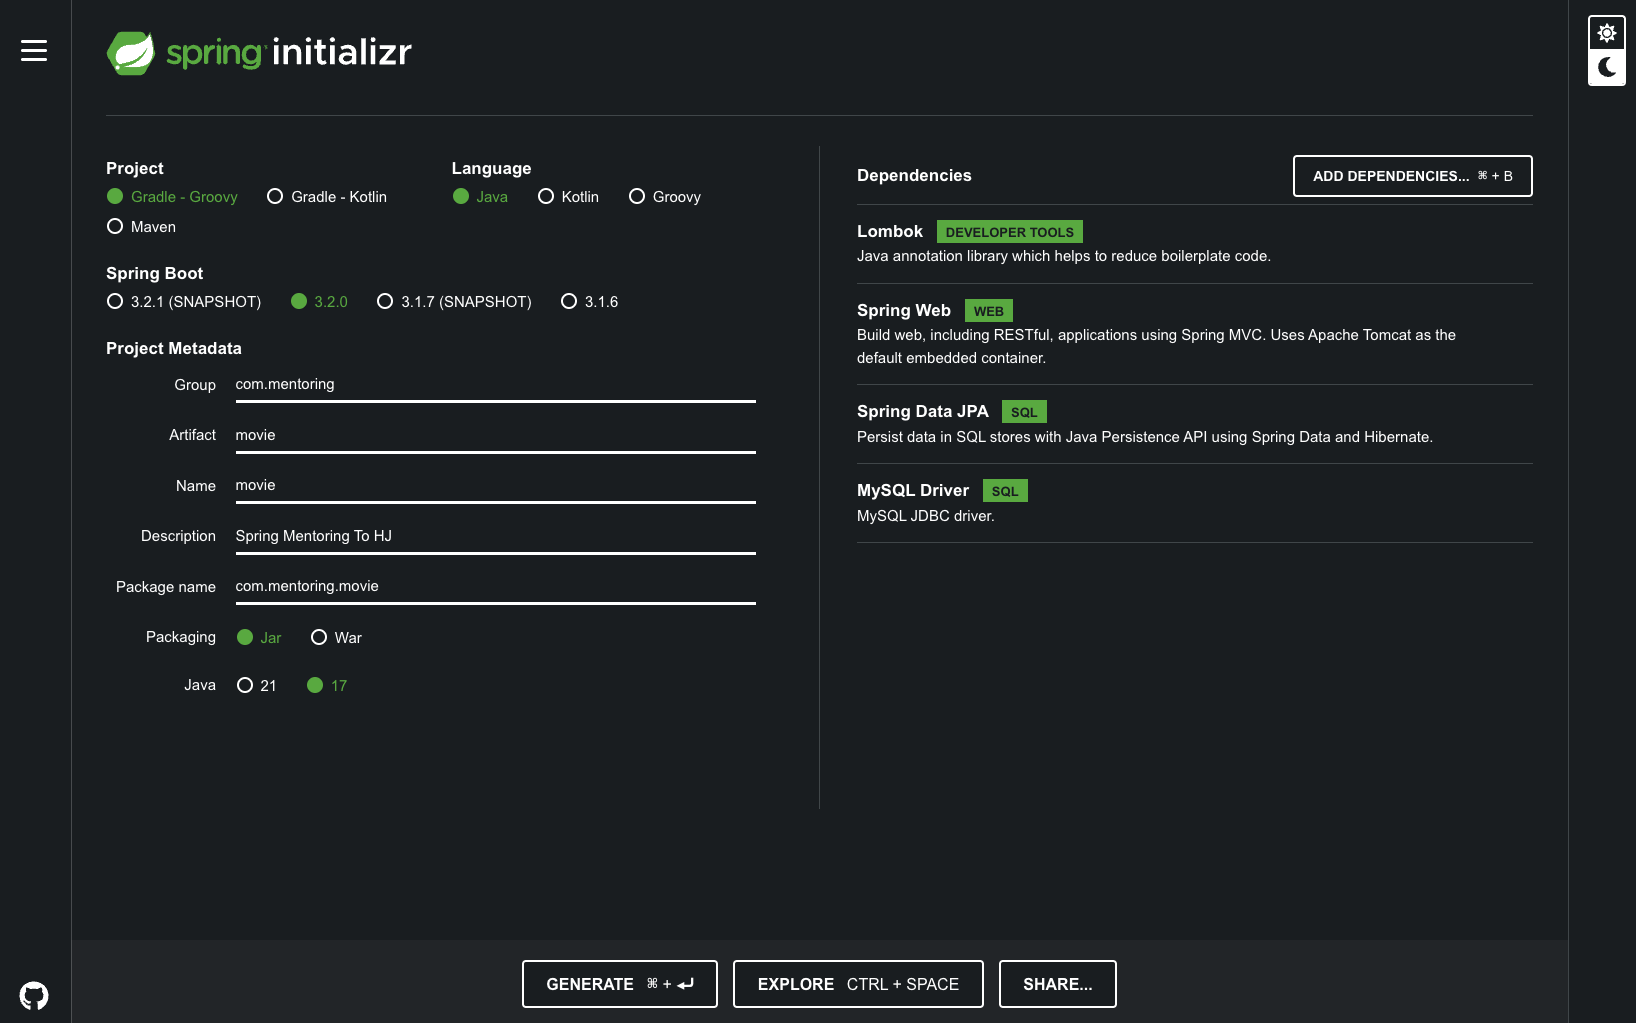 spring initializr
Project
Gradle - Groovy
Gradle - Kotlin
Maven
Language
Java
Kotlin
Groovy
Spring Boot
3.2.1 (SNAPSHOT)
3.2.0
3.1.7 (SNAPSHOT)
3.1.6
Project Metadata
Group com.mentoring
Artifact movie
Name movie
Description Spring Mentoring To HJ
Package name com.mentoring.movie
Packaging Jar War
Java 21 17
Dependencies
ADD DEPENDENCIES... ⌘ + B
Lombok DEVELOPER TOOLS
Java annotation library which helps to reduce boilerplate code.
Spring Web WEB
Build web, including RESTful, applications using Spring MVC. Uses Apache Tomcat as the
default embedded container.
Spring Data JPA SQL
Persist data in SQL stores with Java Persistence API using Spring Data and Hibernate.
MySQL Driver SQL
MySQL JDBC driver.
GENERATE ⌘ + ⏎
EXPLORE CTRL + SPACE
SHARE...